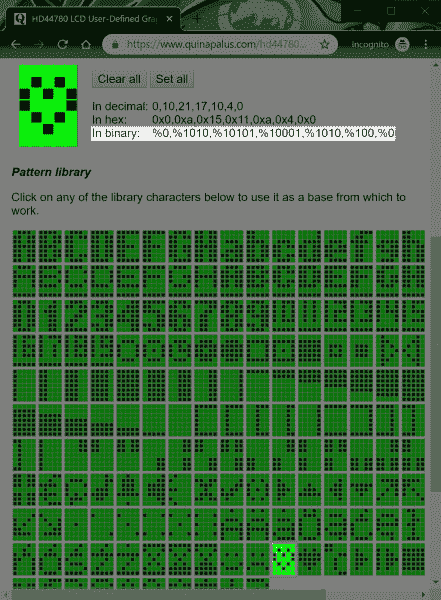 HD44780 LCD User-Defined Gra
https://www.quinapalus.com/hd44780...
Incognito
Clear all Set all
In decimal: 0,10,21,17,10,4,0
In hex: 0x0,0xa,0x15,0x11,0xa,0x4,0x0
In binary: %0,%1010,%10101,%10001,%1010,%100,%0
Pattern library
Click on any of the library characters below to use it as a base from which to
work.